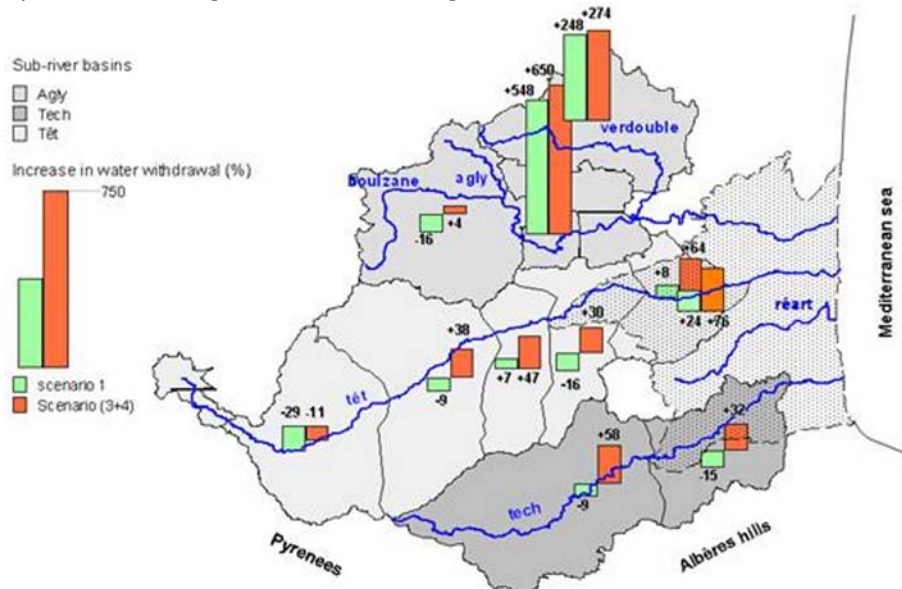 Sub-river basins
Agly
Tech
Têt
Increase in water withdrawal (%)
750
scenario 1
Scenario (3+4)
+248
+274
+548
+650
verdouble
boulzane
agly
-16
+4
+8
+64
+24
+76
réart
Mediterranean sea
+38
-9
+7
+47
+30
-16
têt
-29
-11
+58
-9
tech
+32
-15
Pyrenees
Albères hills